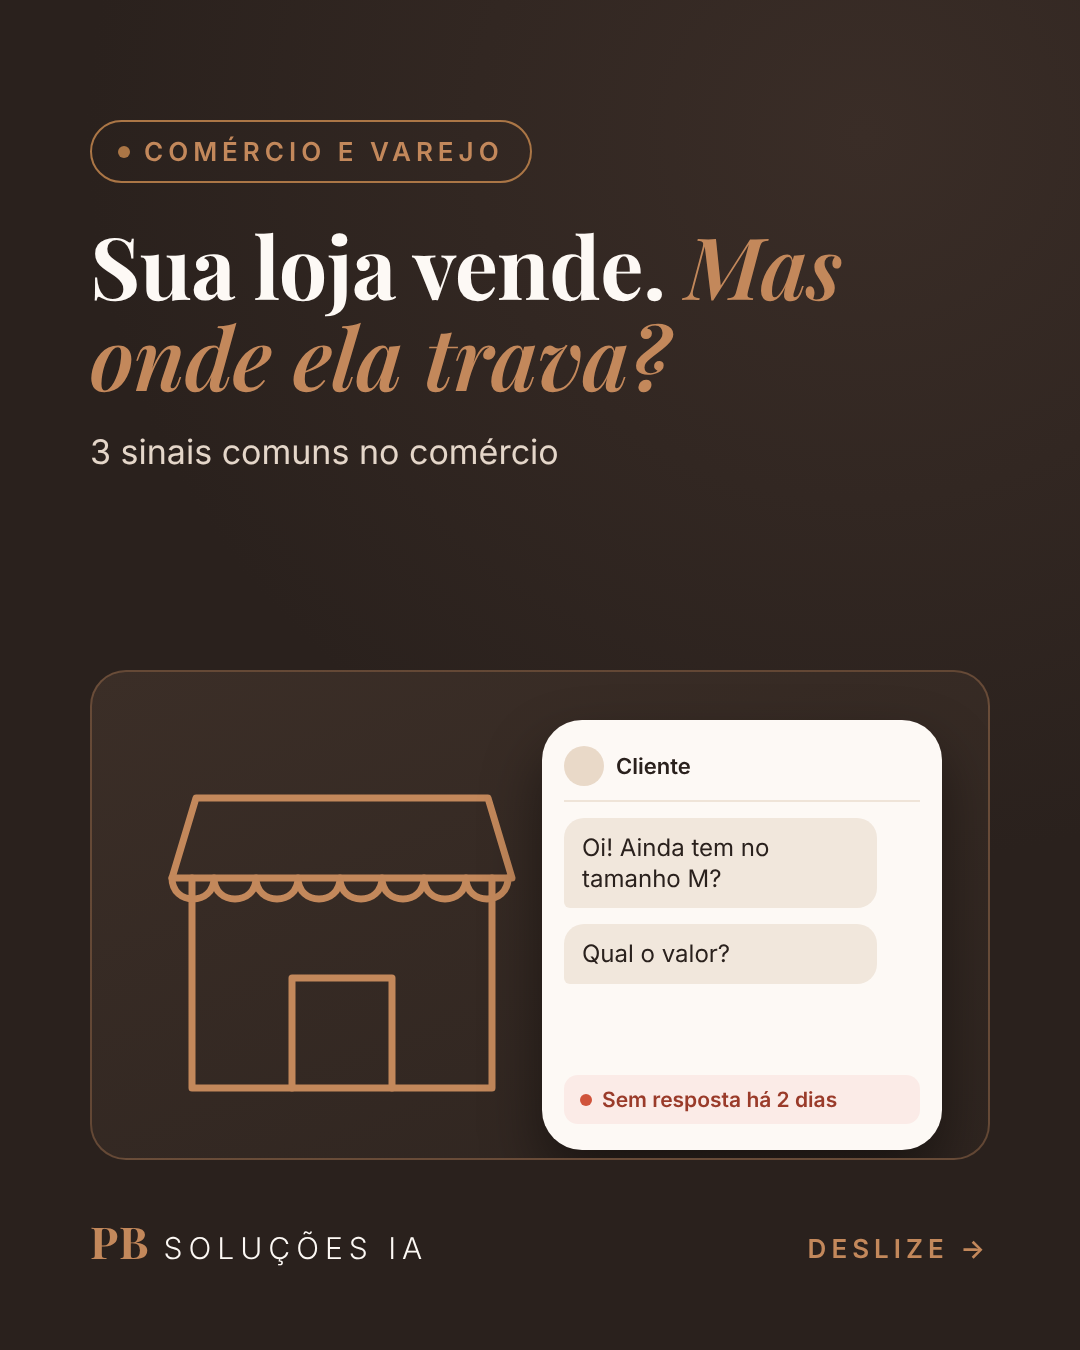 COMÉRCIO E VAREJO
Sua loja vende. Mas
onde ela trava?
3 sinais comuns no comércio
Cliente
Oi! Ainda tem no
tamanho M?
Qual o valor?
Sem resposta há 2 dias
PB SOLUÇÕES IA
DESLIZE →